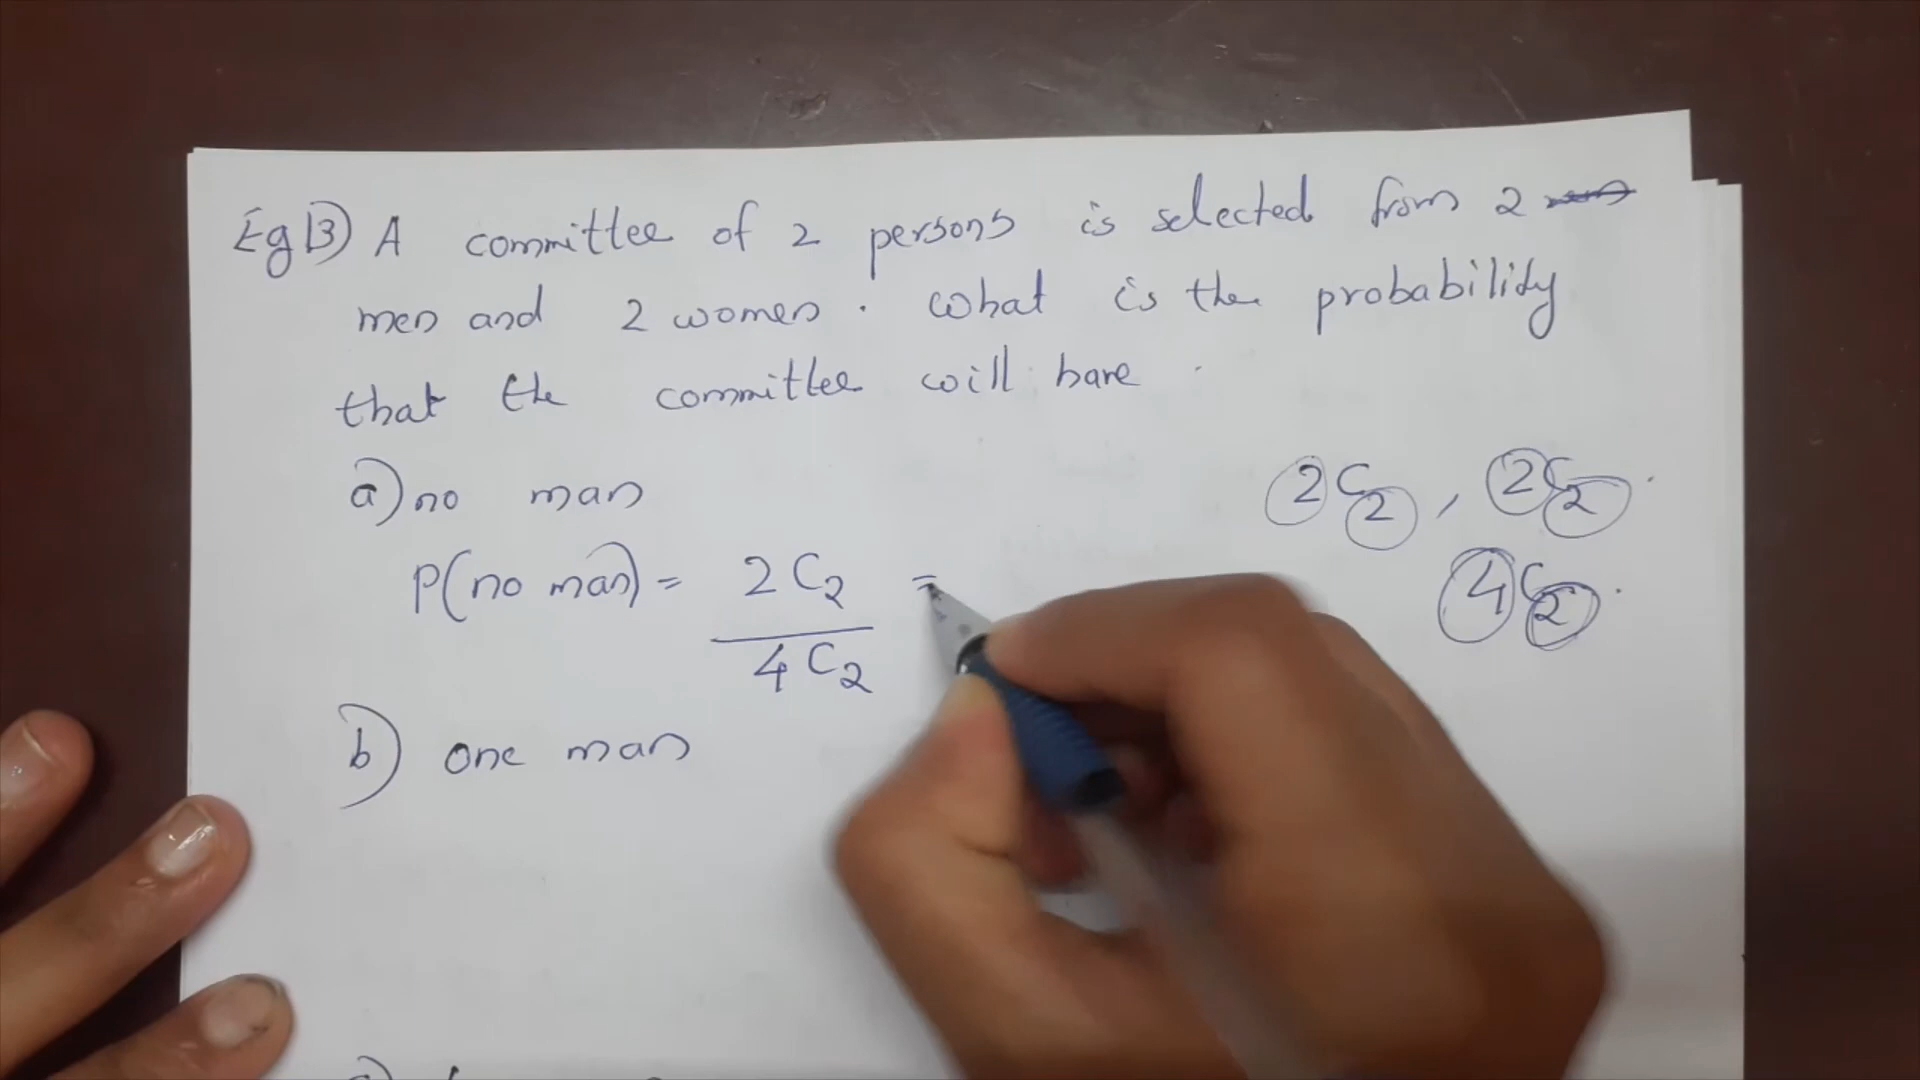 Eg 13) A committee of 2 persons is selected from 2
men and 2 women. What is the probability
that the committee will have
a) no man
2C2, 2C2.
4C2.
P(no man) = 2C2 =
4C2
b) one man